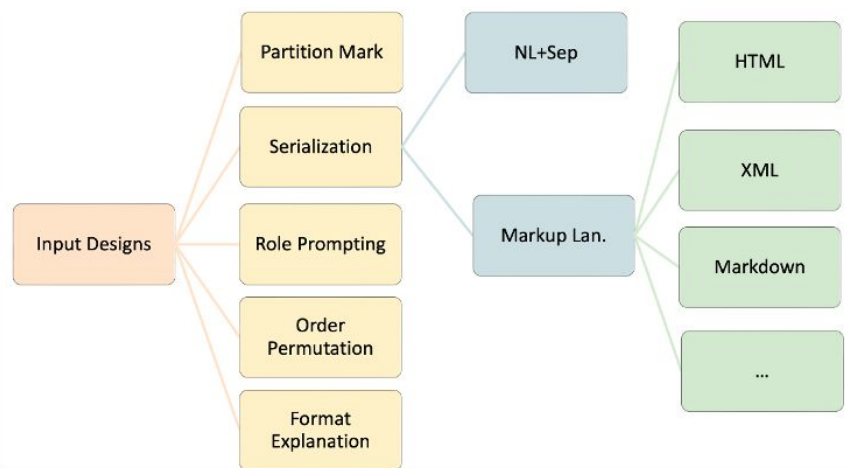 Input Designs
Partition Mark
Serialization
Role Prompting
Order
Permutation
Format
Explanation
NL+Sep
Markup Lan.
HTML
XML
Markdown
...